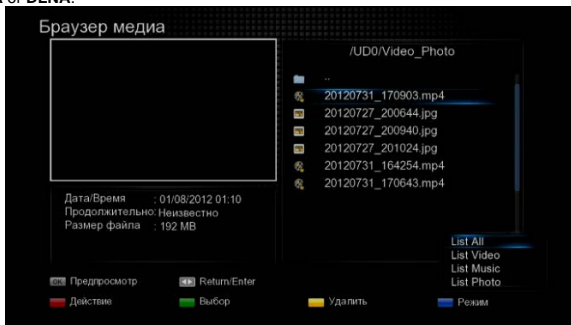 Браузер медиа
/UD0/Video_Photo
..
20120731_170903.mp4
20120727_200644.jpg
20120727_200940.jpg
20120727_201024.jpg
20120731_164254.mp4
20120731_170643.mp4
Дата/Время : 01/08/2012 01:10
Продолжительно: Неизвестно
Размер файла : 192 MB
List All
List Video
List Music
List Photo
OK Предпросмотр Return/Enter
Действие Выбор Удалить Режим